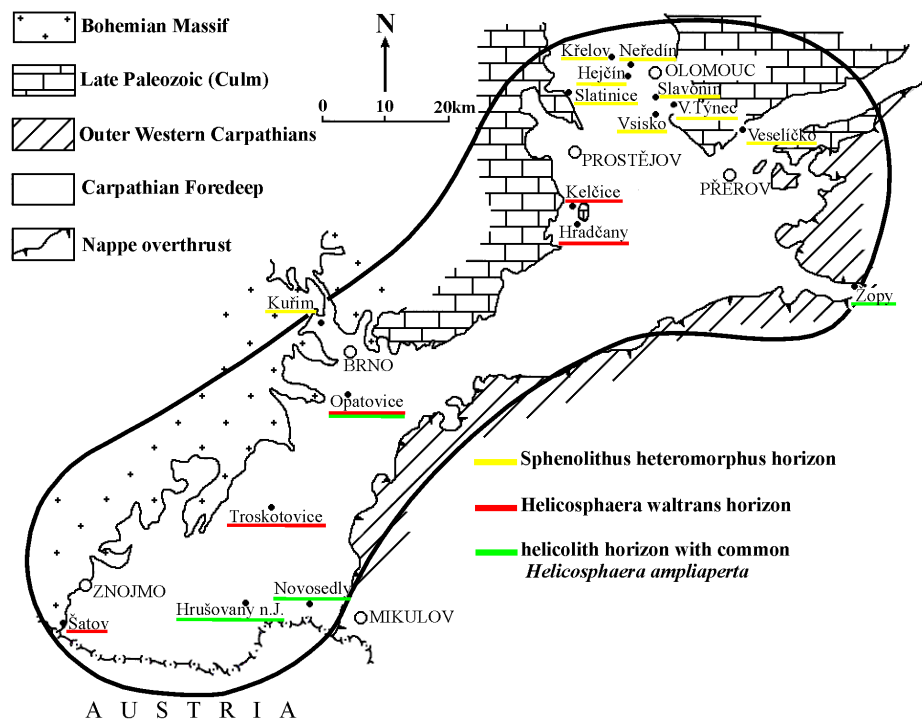 Bohemian Massif
Late Paleozoic (Culm)
Outer Western Carpathians
Carpathian Foredeep
Nappe overthrust
N
0 10 20km
Křelov
Neředín
Hejčín
OLOMOUC
Slatinice
Slavonín
V.Týnec
Vsisko
Veselíčko
PROSTĚJOV
PŘEROV
Kelčice
Hradčany
Žópy
Kuřim
BRNO
Opatovice
Troskotovice
Novosedly
ZNOJMO
Hrušovany n.J.
MIKULOV
Šatov
AUSTRIA
Sphenolithus heteromorphus horizon
Helicosphaera waltrans horizon
helicolith horizon with common
Helicosphaera ampliaperta